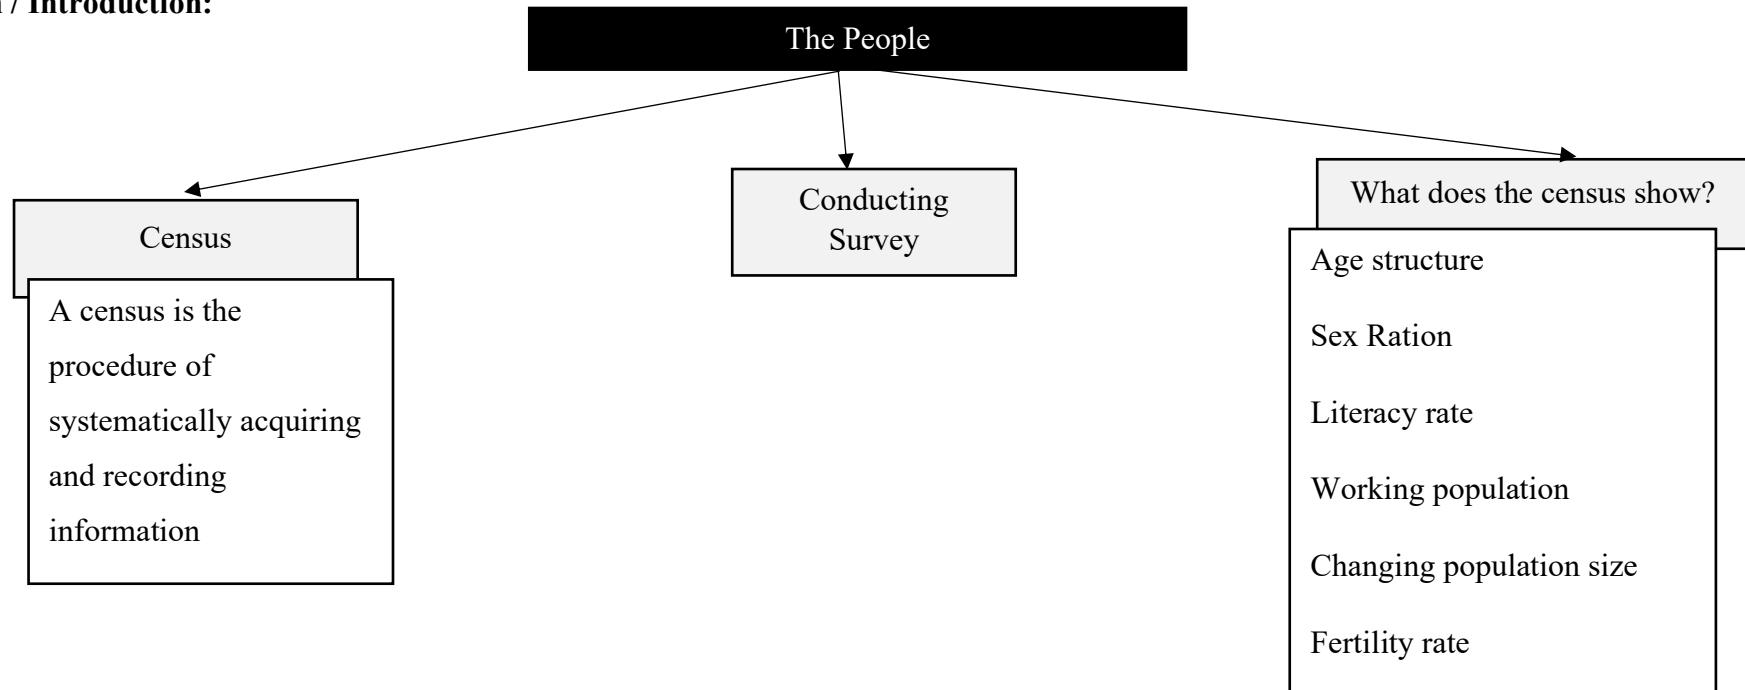 / Introduction:
The People
Census
A census is the
procedure of
systematically acquiring
and recording
information
Conducting
Survey
What does the census show?
Age structure
Sex Ration
Literacy rate
Working population
Changing population size
Fertility rate